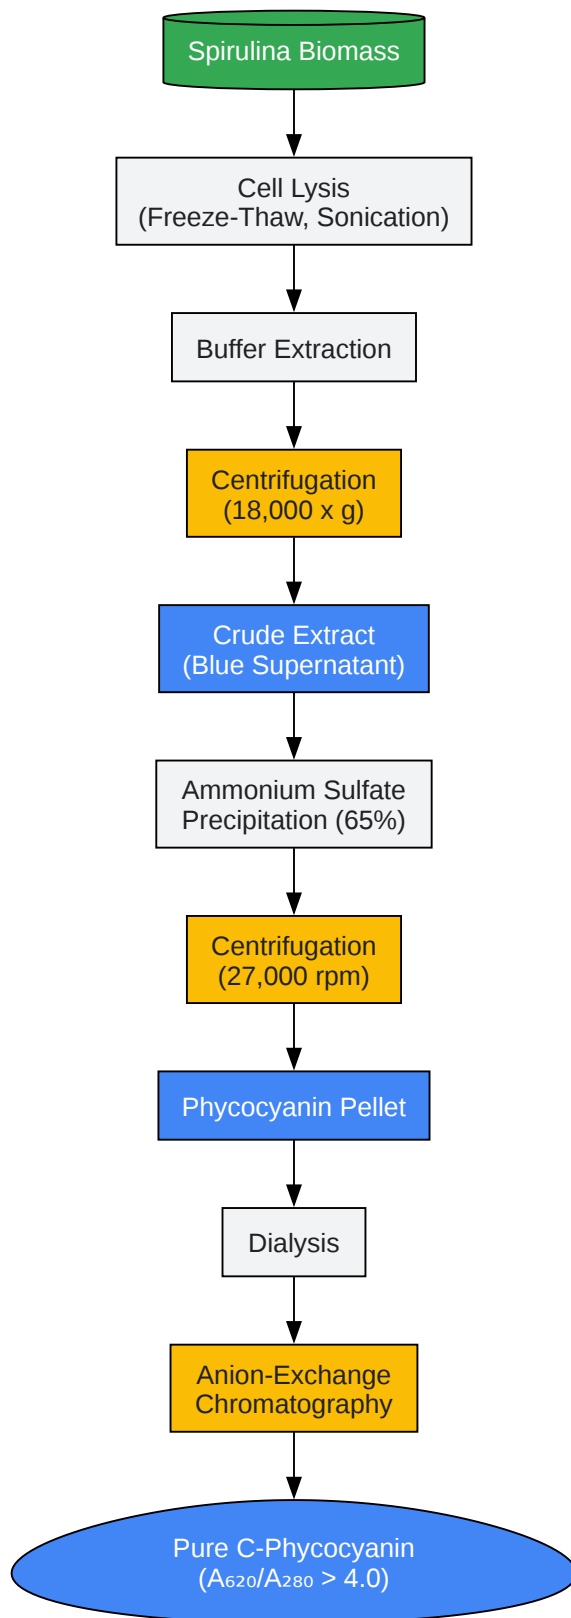 Spirulina Biomass
Cell Lysis
(Freeze-Thaw, Sonication)
Buffer Extraction
Centrifugation
(18,000 x g)
Crude Extract
(Blue Supernatant)
Ammonium Sulfate
Precipitation (65%)
Centrifugation
(27,000 rpm)
Phycocyanin Pellet
Dialysis
Anion-Exchange
Chromatography
Pure C-Phycocyanin
(A₆₂₀/A₂₈₀ > 4.0)